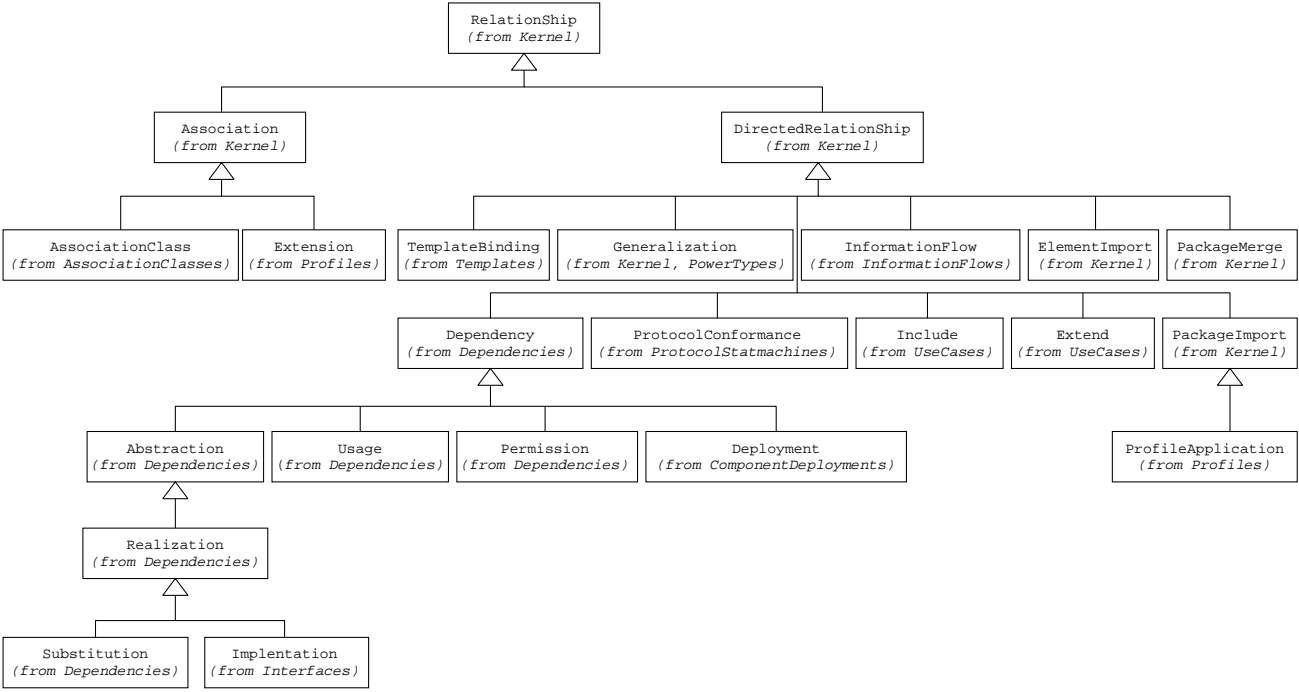 RelationShip
(from Kernel)
Association
(from Kernel)
DirectedRelationShip
(from Kernel)
AssociationClass
(from AssociationClasses)
Extension
(from Profiles)
TemplateBinding
(from Templates)
Generalization
(from Kernel, PowerTypes)
InformationFlow
(from InformationFlows)
ElementImport
(from Kernel)
PackageMerge
(from Kernel)
Dependency
(from Dependencies)
ProtocolConformance
(from ProtocolStatmachines)
Include
(from UseCases)
Extend
(from UseCases)
PackageImport
(from Kernel)
Abstraction
(from Dependencies)
Usage
(from Dependencies)
Permission
(from Dependencies)
Deployment
(from ComponentDeployments)
ProfileApplication
(from Profiles)
Realization
(from Dependencies)
Substitution
(from Dependencies)
Implentation
(from Interfaces)